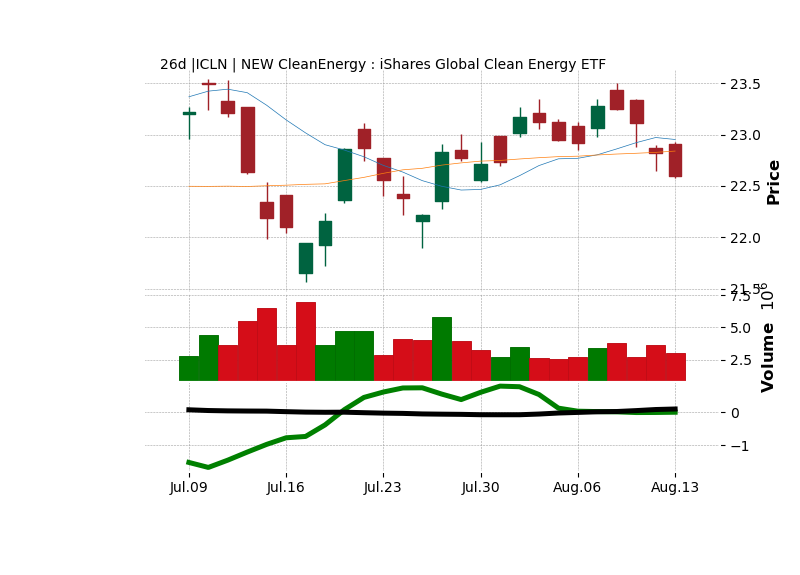 26d |ICLN | NEW CleanEnergy : iShares Global Clean Energy ETF
23.5
23.0
22.5
22.0
21.5
Price
10⁶
7.5
5.0
2.5
Volume
0
−1
Jul.09 Jul.16 Jul.23 Jul.30 Aug.06 Aug.13